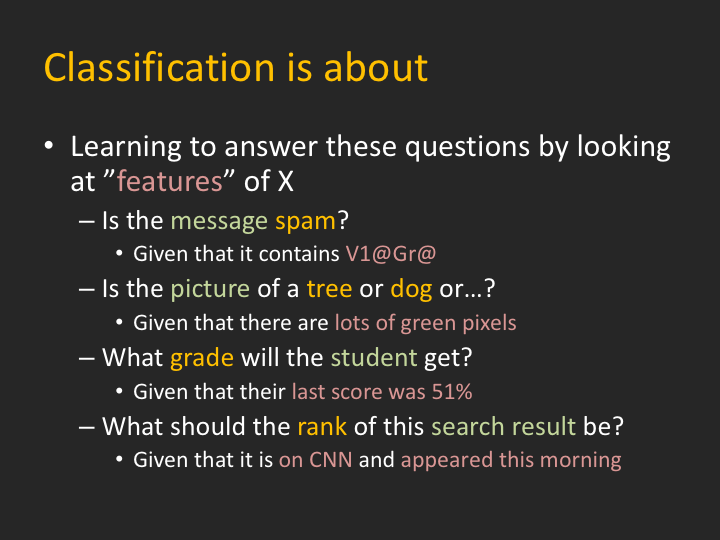 Classification is about
• Learning to answer these questions by looking
at ”features” of X
– Is the message spam?
• Given that it contains V1@Gr@
– Is the picture of a tree or dog or…?
• Given that there are lots of green pixels
– What grade will the student get?
• Given that their last score was 51%
– What should the rank of this search result be?
• Given that it is on CNN and appeared this morning